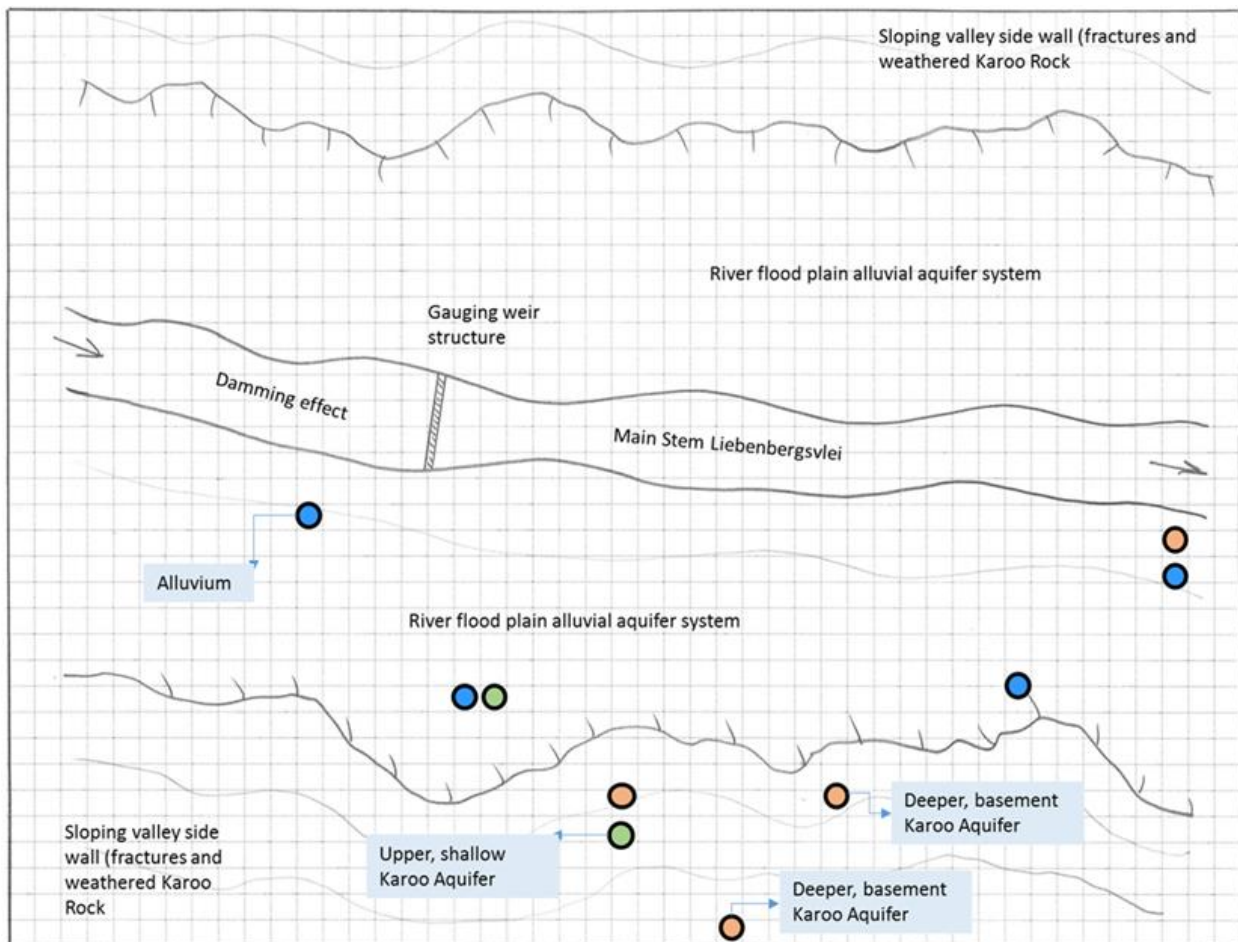 Sloping valley side wall (fractures and
weathered Karoo Rock
River flood plain alluvial aquifer system
Gauging weir
structure
Damming effect
Main Stem Liebenbergsvlei
Alluvium
River flood plain alluvial aquifer system
Deeper, basement
Karoo Aquifer
Sloping valley side
wall (fractures and
weathered Karoo
Rock
Upper, shallow
Karoo Aquifer
Deeper, basement
Karoo Aquifer